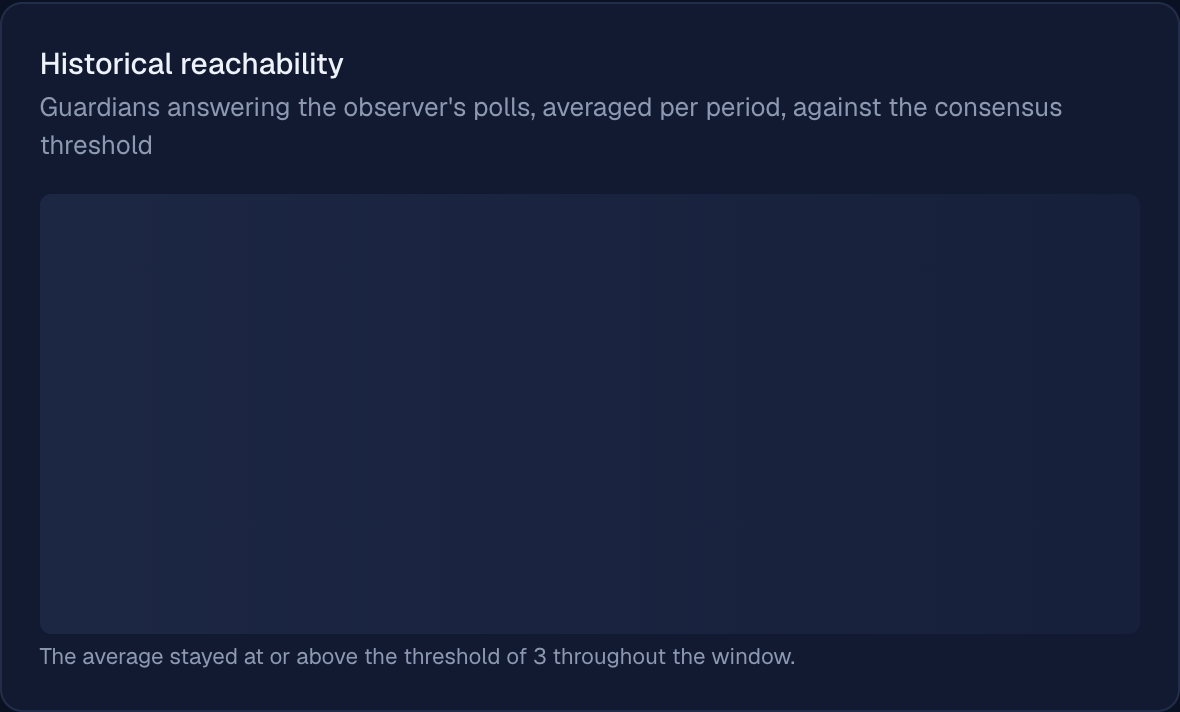 Historical reachability
Guardians answering the observer's polls, averaged per period, against the consensus
threshold
The average stayed at or above the threshold of 3 throughout the window.